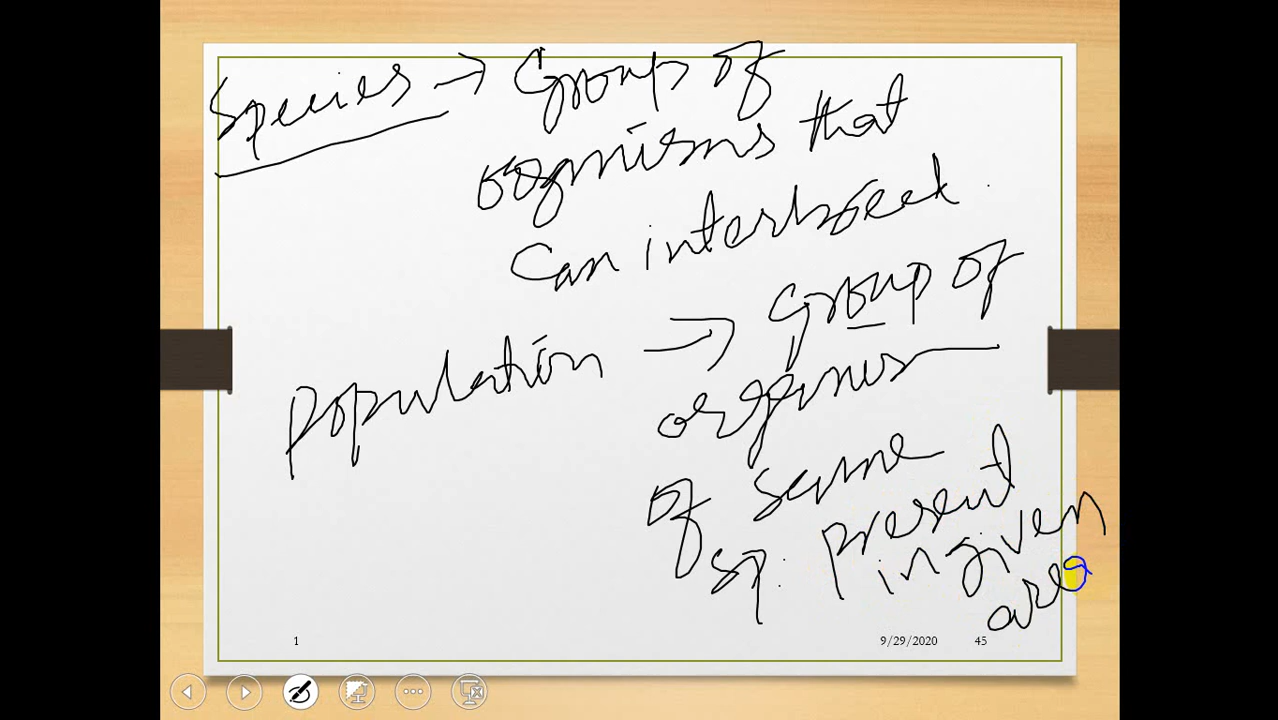 Species → Group of
organisms that
can interbreed.
Population → Group of
organis
of same
sp. present
in given
area
1
9/29/2020
45